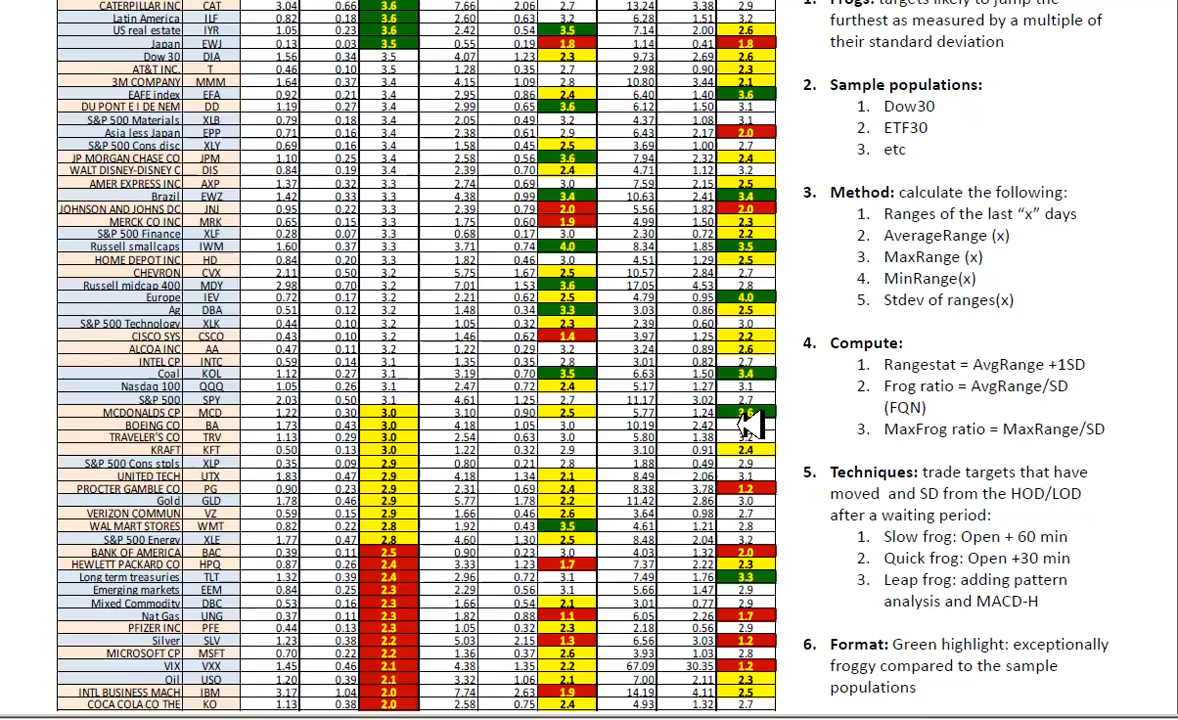 CATERPILLAR INC CAT 3.04 0.66 3.6 7.66 2.06 2.7 13.24 3.38 2.9
Latin America ILF 0.82 0.18 3.6 2.60 0.63 3.2 6.28 1.51 3.2
US real estate IYR 1.05 0.23 3.6 2.42 0.54 3.5 7.14 2.00 2.6
Japan EWJ 0.13 0.03 3.5 0.55 0.19 1.8 1.14 0.41 1.8
Dow 30 DIA 1.56 0.34 3.5 4.07 1.23 2.3 9.73 2.69 2.6
AT&T INC. T 0.46 0.10 3.5 1.28 0.35 2.7 2.98 0.90 2.3
3M COMPANY MMM 1.64 0.37 3.4 4.15 1.09 2.8 10.80 3.44 2.1
EAFE index EFA 0.92 0.21 3.4 2.95 0.86 2.4 6.40 1.40 3.6
DU PONT E I DE NEM DD 1.19 0.27 3.4 2.99 0.65 3.6 6.12 1.50 3.1
S&P 500 Materials XLB 0.79 0.18 3.4 2.05 0.49 3.2 4.37 1.08 3.1
Asia less Japan EPP 0.71 0.16 3.4 2.38 0.61 2.9 6.43 2.17 2.0
S&P 500 Cons disc XLY 0.69 0.16 3.4 1.58 0.45 2.5 3.69 1.00 2.7
JP MORGAN CHASE CO JPM 1.10 0.25 3.4 2.58 0.56 3.6 7.94 2.32 2.4
WALT DISNEY-DISNEY C DIS 0.84 0.19 3.4 2.39 0.70 2.4 4.71 1.12 3.2
AMER EXPRESS INC AXP 1.37 0.32 3.3 2.74 0.69 3.0 7.59 2.15 2.5
Brazil EWZ 1.42 0.33 3.3 4.38 0.99 3.4 10.63 2.41 3.4
JOHNSON AND JOHNS DC JNJ 0.95 0.22 3.3 2.39 0.79 2.0 5.56 1.82 2.0
MERCK CO INC MRK 0.65 0.15 3.3 1.75 0.60 1.9 4.99 1.50 2.3
S&P 500 Finance XLF 0.28 0.07 3.3 0.68 0.17 3.0 2.30 0.72 2.2
Russell smallcaps IWM 1.60 0.37 3.3 3.71 0.74 4.0 8.34 1.85 3.5
HOME DEPOT INC HD 0.84 0.20 3.3 1.82 0.46 3.0 4.51 1.29 2.5
CHEVRON CVX 2.11 0.50 3.2 5.75 1.67 2.5 10.57 2.84 2.7
Russell midcap 400 MDY 2.98 0.70 3.2 7.01 1.53 3.6 17.05 4.53 2.8
Europe IEV 0.72 0.17 3.2 2.21 0.62 2.5 4.79 0.95 4.0
Ag DBA 0.51 0.12 3.2 1.48 0.34 3.3 3.03 0.86 2.5
S&P 500 Technology XLK 0.44 0.10 3.2 1.05 0.32 2.3 2.39 0.60 3.0
CISCO SYS CSCO 0.43 0.10 3.2 1.46 0.62 1.4 3.97 1.25 2.2
ALCOA INC AA 0.47 0.11 3.2 1.22 0.29 3.2 3.24 0.89 2.6
INTEL CP INTC 0.59 0.14 3.1 1.35 0.35 2.8 3.01 0.82 2.7
Coal KOL 1.12 0.27 3.1 3.19 0.70 3.5 6.63 1.50 3.4
Nasdaq 100 QQQ 1.05 0.26 3.1 2.47 0.72 2.4 5.17 1.27 3.1
S&P 500 SPY 2.03 0.50 3.1 4.61 1.25 2.7 11.17 3.02 2.7
MCDONALDS CP MCD 1.22 0.30 3.0 3.10 0.90 2.5 5.77 1.24
BOEING CO BA 1.73 0.43 3.0 4.18 1.05 3.0 10.19 2.42
TRAVELER'S CO TRV 1.13 0.29 3.0 2.54 0.63 3.0 5.80 1.38 3.2
KRAFT KFT 0.50 0.13 3.0 1.22 0.32 2.9 3.10 0.91 2.4
S&P 500 Cons stpls XLP 0.35 0.09 2.9 0.80 0.21 2.8 1.88 0.49 2.9
UNITED TECH UTX 1.83 0.47 2.9 4.18 1.34 2.1 8.49 2.06 3.1
PROCTER GAMBLE CO PG 0.90 0.23 2.9 2.31 0.69 2.4 8.38 3.78 1.2
Gold GLD 1.78 0.46 2.9 5.77 1.78 2.2 11.42 2.86 3.0
VERIZON COMMUN VZ 0.59 0.15 2.9 1.66 0.46 2.6 3.64 0.98 2.7
WAL MART STORES WMT 0.82 0.22 2.8 1.92 0.43 3.5 4.61 1.21 2.8
S&P 500 Energy XLE 1.77 0.47 2.8 4.60 1.30 2.5 8.48 2.04 3.2
BANK OF AMERICA BAC 0.39 0.11 2.5 0.90 0.23 3.0 4.03 1.32 2.0
HEWLETT PACKARD CO HPQ 0.87 0.26 2.4 3.33 1.23 1.7 7.37 2.22 2.3
Long term treasuries TLT 1.32 0.39 2.4 2.96 0.72 3.1 7.49 1.76 3.3
Emerging markets EEM 0.84 0.25 2.3 2.29 0.56 3.1 5.66 1.47 2.9
Mixed Commodity DBC 0.53 0.16 2.3 1.66 0.54 2.1 3.01 0.77 2.9
Nat Gas UNG 0.37 0.11 2.3 1.82 0.88 1.1 6.05 2.26 1.7
PFIZER INC PFE 0.44 0.13 2.3 1.05 0.32 2.3 2.18 0.56 2.9
Silver SLV 1.23 0.38 2.2 5.03 2.15 1.3 6.56 3.03 1.2
MICROSOFT CP MSFT 0.70 0.22 2.2 1.36 0.37 2.6 3.93 1.03 2.8
VIX VXX 1.45 0.46 2.1 4.38 1.35 2.2 67.09 30.35 1.2
Oil USO 1.20 0.39 2.1 3.32 1.06 2.1 7.00 2.11 2.3
INTL BUSINESS MACH IBM 3.17 1.04 2.0 7.74 2.63 1.9 14.19 4.11 2.5
COCA COLA CO THE KO 1.13 0.38 2.0 2.58 0.75 2.4 4.93 1.32 2.7
1. Frogs: targets likely to jump the
furthest as measured by a multiple of
their standard deviation
2. Sample populations:
1. Dow30
2. ETF30
3. etc
3. Method: calculate the following:
1. Ranges of the last “x” days
2. AverageRange (x)
3. MaxRange (x)
4. MinRange(x)
5. Stdev of ranges(x)
4. Compute:
1. Rangestat = AvgRange +1SD
2. Frog ratio = AvgRange/SD
(FQN)
3. MaxFrog ratio = MaxRange/SD
5. Techniques: trade targets that have
moved and SD from the HOD/LOD
after a waiting period:
1. Slow frog: Open + 60 min
2. Quick frog: Open +30 min
3. Leap frog: adding pattern
analysis and MACD-H
6. Format: Green highlight: exceptionally
froggy compared to the sample
populations